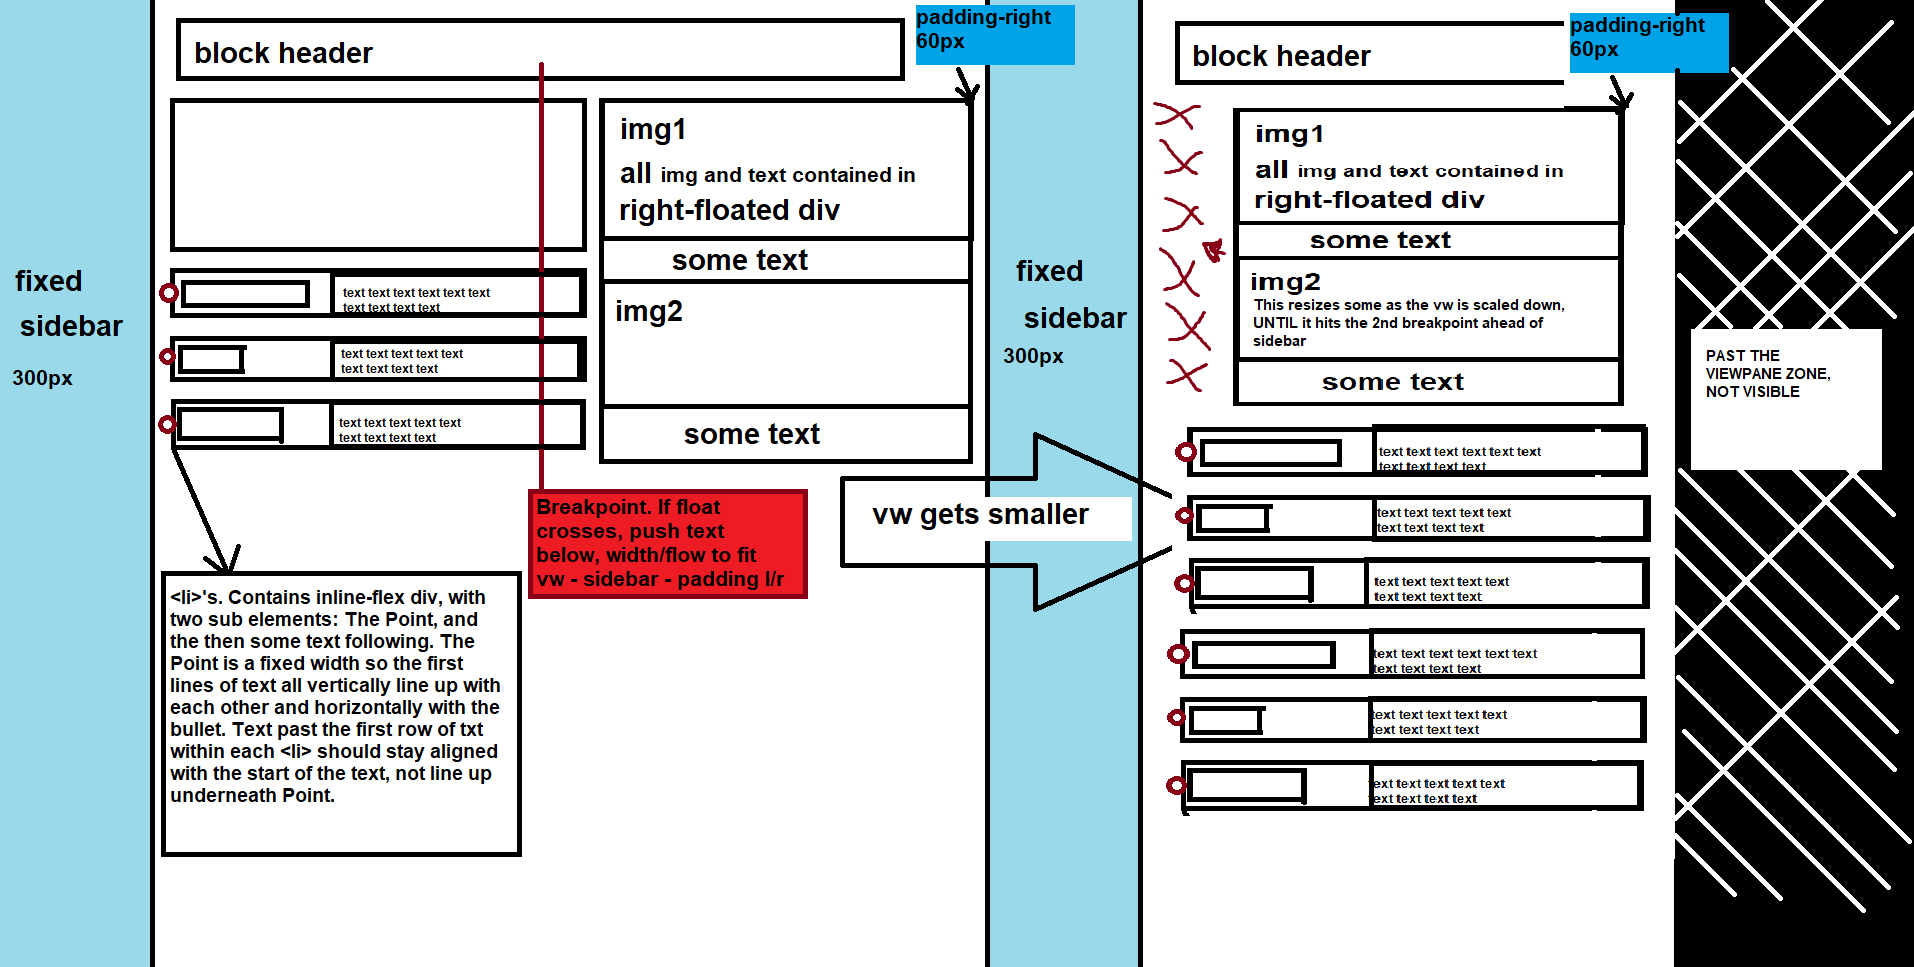 block header
padding-right
60px
img1
all img and text contained in
right-floated div
some text
img2
some text
fixed
sidebar
300px
text text text text text text
text text text text
text text text text text
text text text text
text text text text text
text text text text
Breakpoint. If float
crosses, push text
below, width/flow to fit
vw - sidebar - padding l/r
<li>'s. Contains inline-flex div, with
two sub elements: The Point, and
the then some text following. The
Point is a fixed width so the first
lines of text all vertically line up with
each other and horizontally with the
bullet. Text past the first row of txt
within each <li> should stay aligned
with the start of the text, not line up
underneath Point.
vw gets smaller
fixed
sidebar
300px
block header
padding-right
60px
img1
all img and text contained in
right-floated div
some text
img2
This resizes some as the vw is scaled down,
UNTIL it hits the 2nd breakpoint ahead of
sidebar
some text
text text text text text text
text text text text
text text text text text
text text text text
text text text text text
text text text text
text text text text text text
text text text text
text text text text text
text text text text
text text text text text
text text text text
PAST THE
VIEWPANE ZONE,
NOT VISIBLE